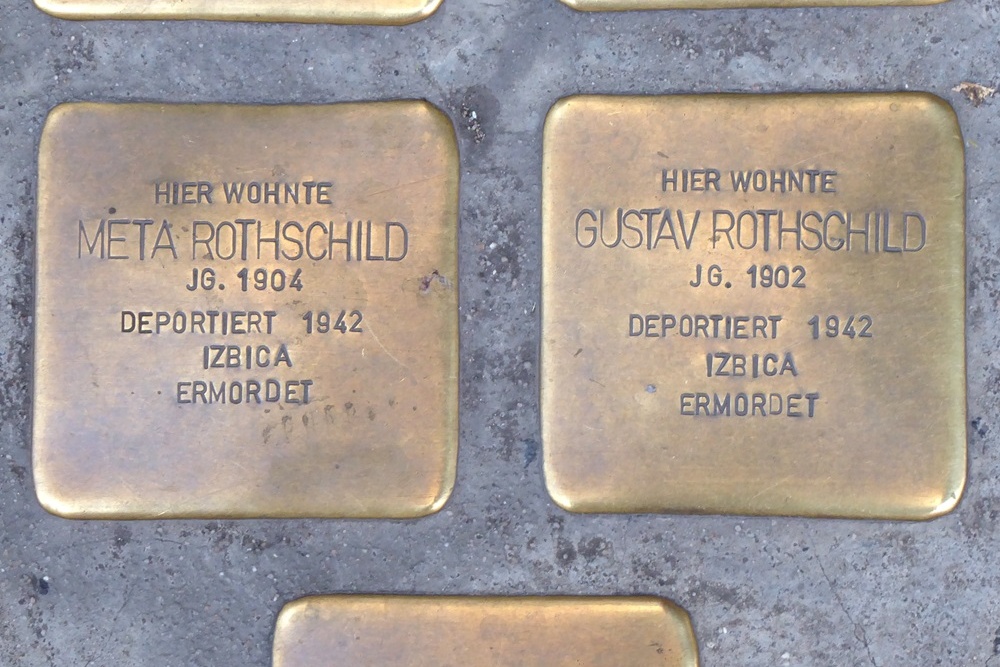 HIER WOHNTE
META ROTHSCHILD
JG. 1904
DEPORTIERT 1942
IZBICA
ERMORDET
HIER WOHNTE
GUSTAV ROTHSCHILD
JG. 1902
DEPORTIERT 1942
IZBICA
ERMORDET